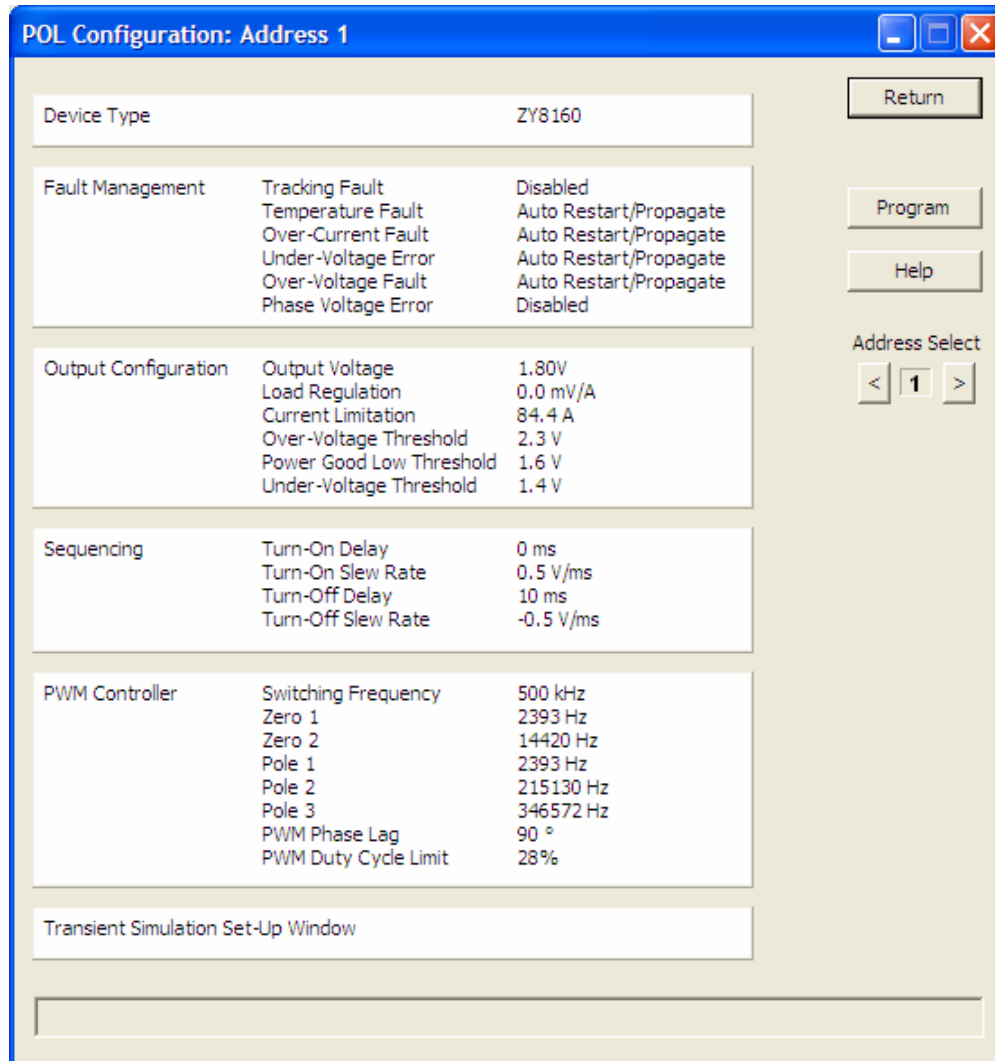 POL Configuration: Address 1
Return
Device Type ZY8160
Fault Management Tracking Fault Disabled
Temperature Fault Auto Restart/Propagate
Program
Over-Current Fault Auto Restart/Propagate
Under-Voltage Error Auto Restart/Propagate
Over-Voltage Fault Auto Restart/Propagate
Help
Phase Voltage Error Disabled
Address Select
< 1 >
Output Configuration Output Voltage 1.80V
Load Regulation 0.0 mV/A
Current Limitation 84.4 A
Over-Voltage Threshold 2.3 V
Power Good Low Threshold 1.6 V
Under-Voltage Threshold 1.4 V
Sequencing Turn-On Delay 0 ms
Turn-On Slew Rate 0.5 V/ms
Turn-Off Delay 10 ms
Turn-Off Slew Rate -0.5 V/ms
PWM Controller Switching Frequency 500 kHz
Zero 1 2393 Hz
Zero 2 14420 Hz
Pole 1 2393 Hz
Pole 2 215130 Hz
Pole 3 346572 Hz
PWM Phase Lag 90 °
PWM Duty Cycle Limit 28%
Transient Simulation Set-Up Window